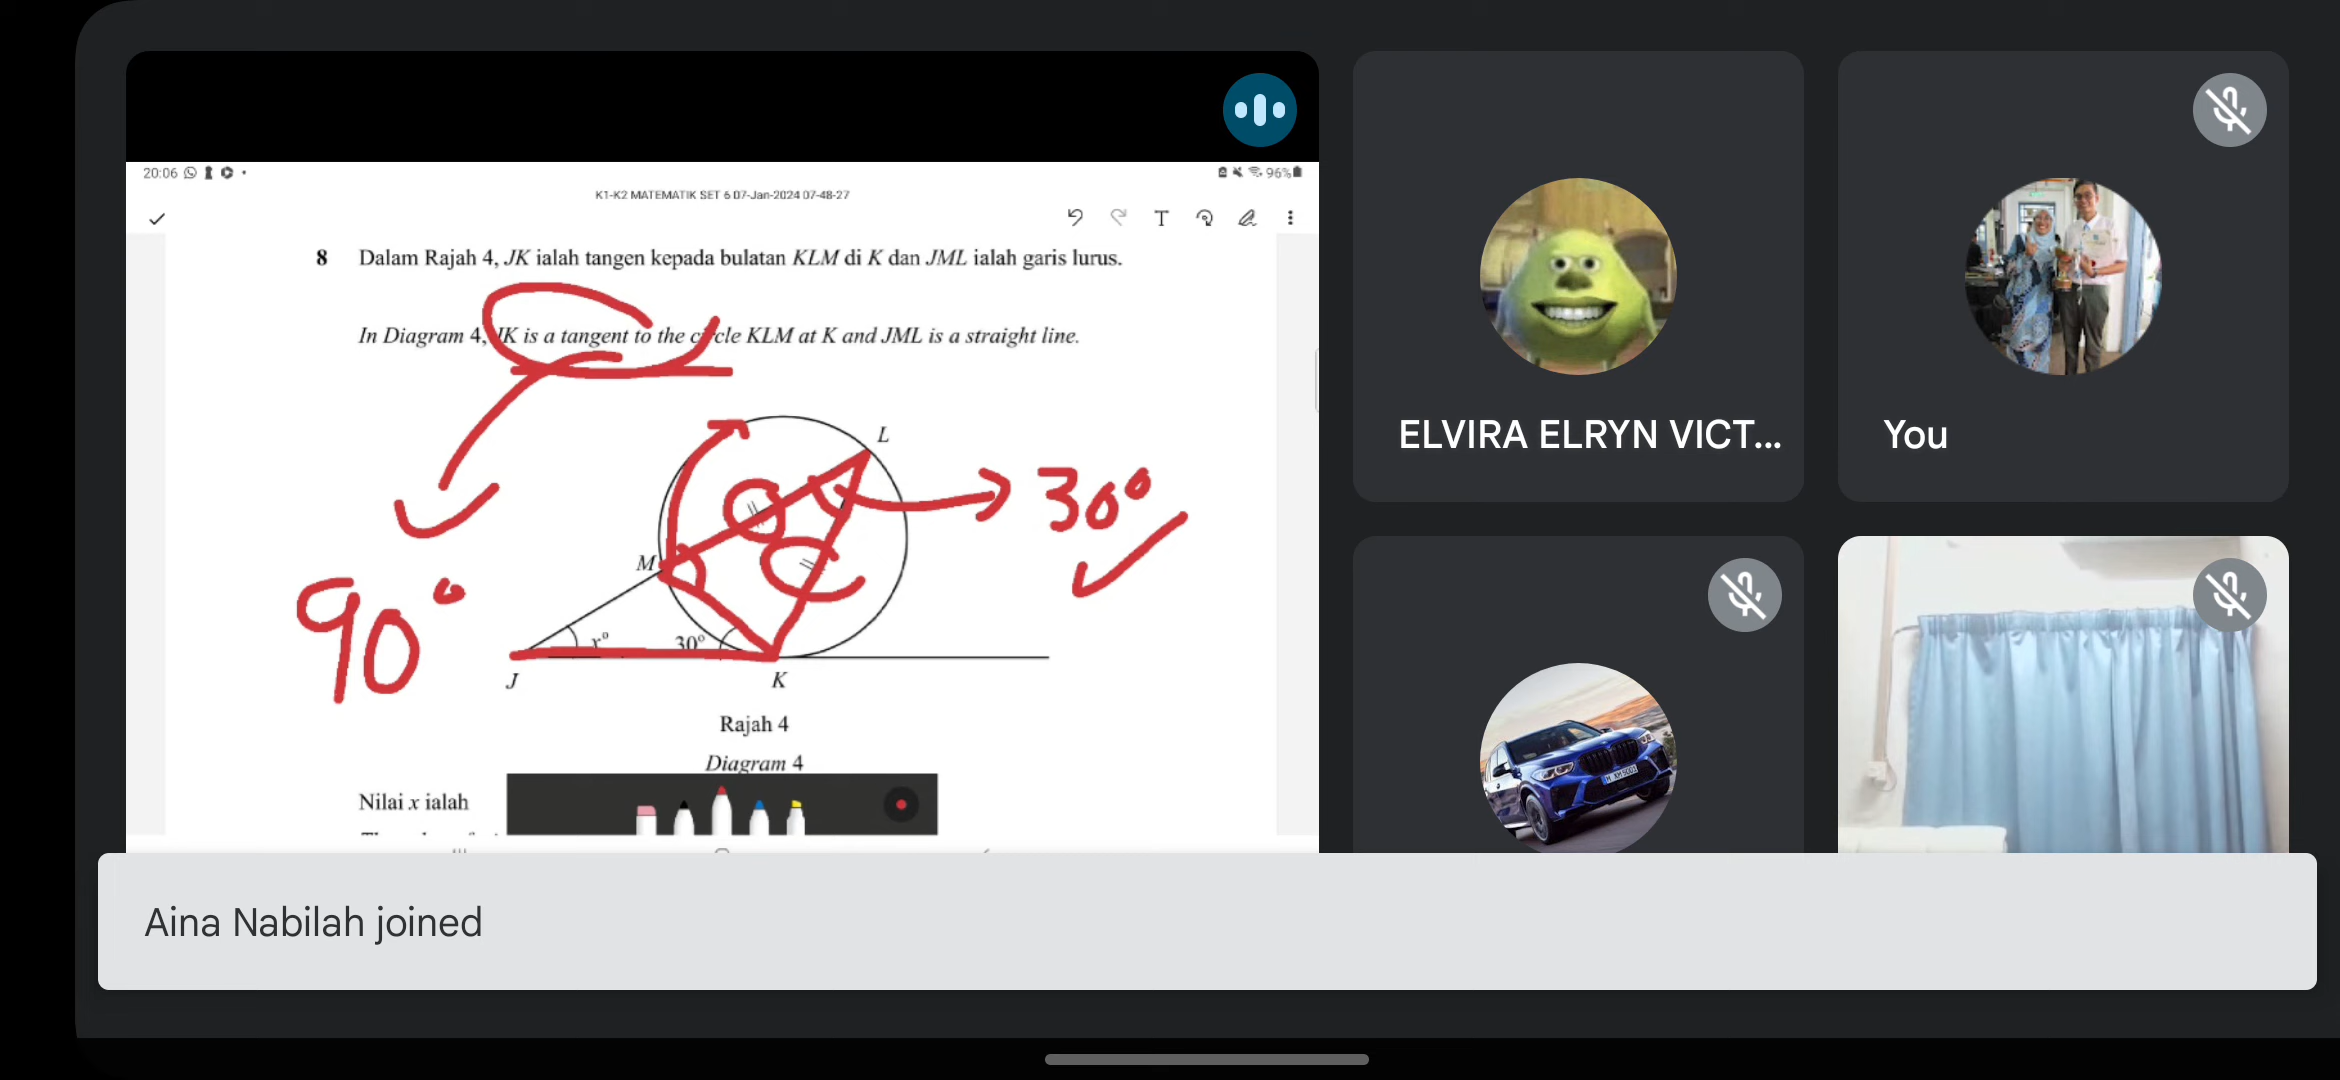 20:06
96%
K1-K2 MATEMATIK SET 6 07-Jan-2024 07-48-27
T
8 Dalam Rajah 4, JK ialah tangen kepada bulatan KLM di K dan JML ialah garis lurus.
In Diagram 4, JK is a tangent to the circle KLM at K and JML is a straight line.
L
30°
M
90°
x°
30°
J
K
Rajah 4
Diagram 4
Nilai x ialah
ELVIRA ELRYN VICT...
You
Aina Nabilah joined